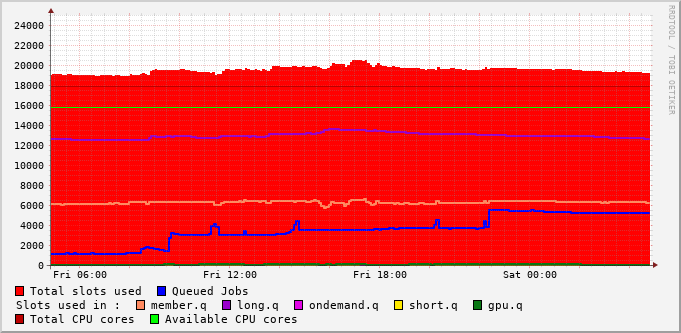 RRDTOOL / TOBI OETIKER
24000
22000
20000
18000
16000
14000
12000
10000
8000
6000
4000
2000
0
Fri 06:00 Fri 12:00 Fri 18:00 Sat 00:00
Total slots used Queued Jobs
Slots used in : member.q long.q ondemand.q short.q gpu.q
Total CPU cores Available CPU cores